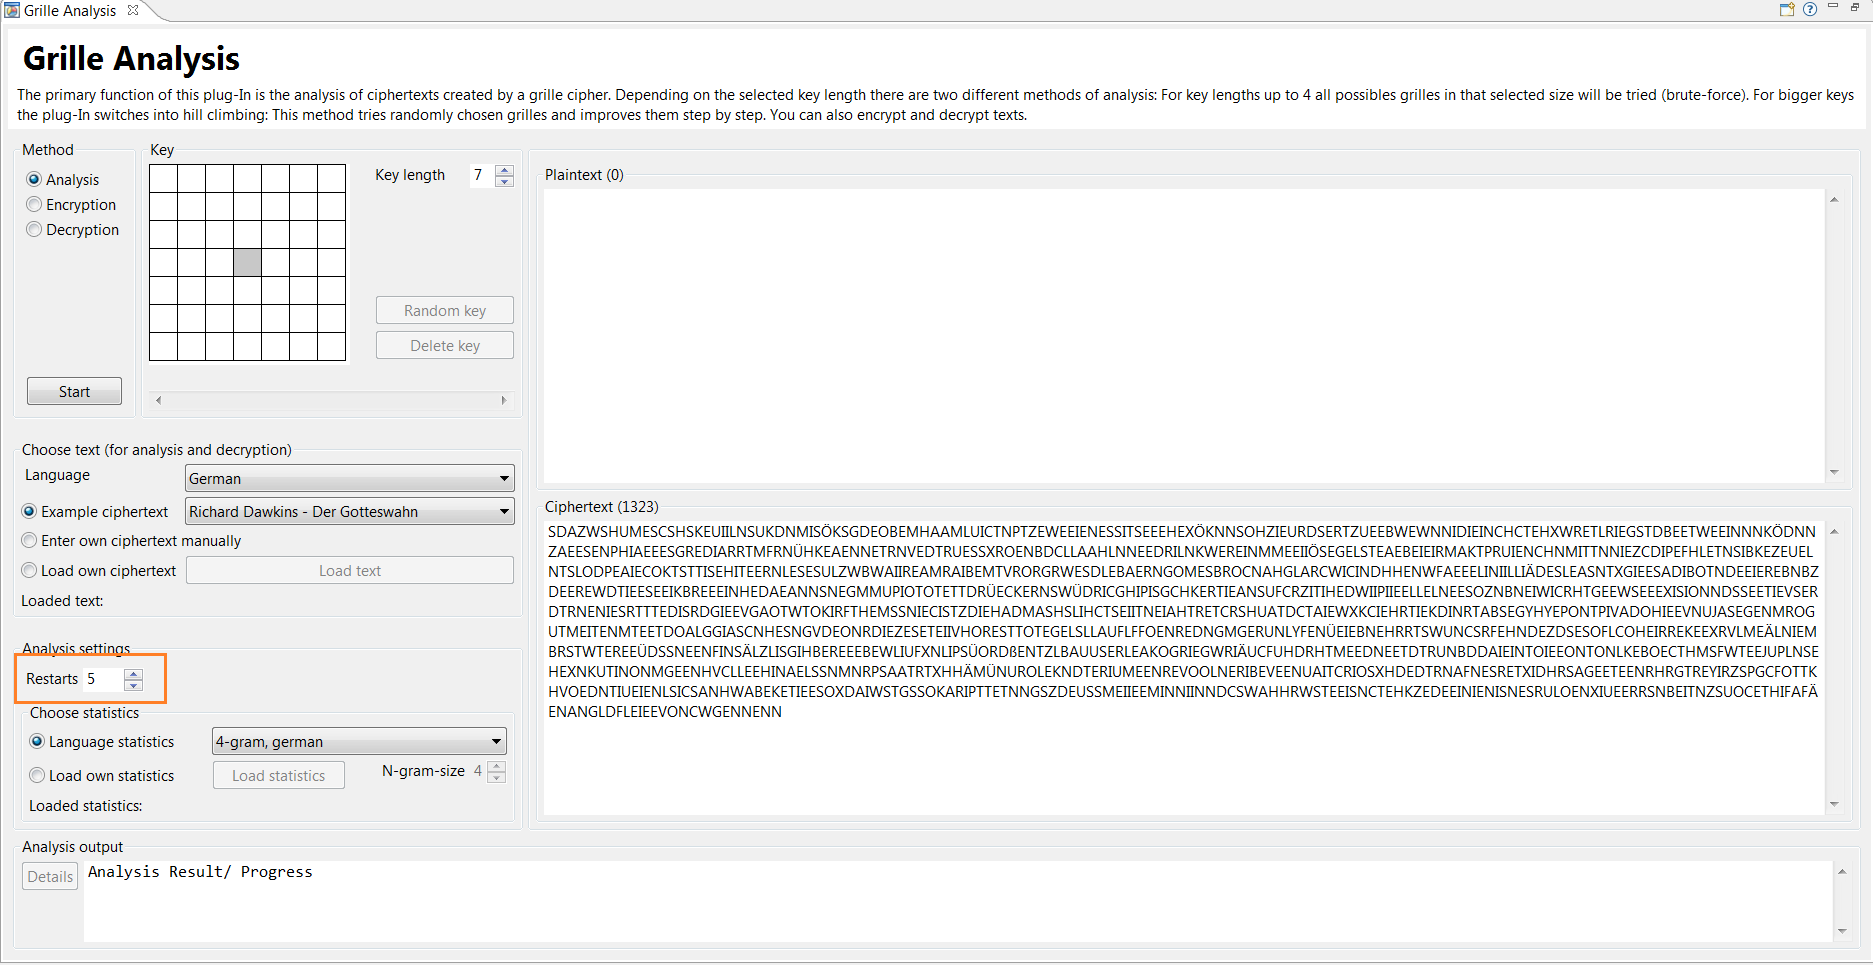 Grille Analysis
Grille Analysis
The primary function of this plug-In is the analysis of ciphertexts created by a grille cipher. Depending on the selected key length there are two different methods of analysis: For key lengths up to 4 all possibles grilles in that selected size will be tried (brute-force). For bigger keys
the plug-In switches into hill climbing: This method tries randomly chosen grilles and improves them step by step. You can also encrypt and decrypt texts.
Method
Analysis
Encryption
Decryption
Start
Key
Key length 7
Random key
Delete key
Choose text (for analysis and decryption)
Language German
Example ciphertext Richard Dawkins - Der Gotteswahn
Enter own ciphertext manually
Load own ciphertext Load text
Loaded text:
Analysis settings
Restarts 5
Choose statistics
Language statistics 4-gram, german
Load own statistics Load statistics N-gram-size 4
Loaded statistics:
Plaintext (0)
Ciphertext (1323)
SDAZWSHUMESCSHSKEUIILNSUKDNMISÖKSGDEOBEMHAAMLUICTNPTZEWEEIENESSITSEEEHEXÖKNNSOHZIEURDSERTZUEEBWEWNNIDIEINCHCTEHXWRETLRIEGSTDBEETWEEINNNKÖDNN
ZAEESENPHIAEEESGREDIARRTMFRNÜHKEAENNETRNVEDTRUESSXROENBDCLLAAHLNNEEDRILNKWEREINMMEEIIÖSEGELSTEAEBEIEIRMAKTPRUIENCHNMITTNNIEZCDIPEFHLETNSIBKEZEUEL
NTSLODPEAIECOKTSTTISEHITEERNLESESULZWBWAIIREAMRAIBEMTVRORGRWESDLEBAERNGOMESBROCNAHGLARCWICINDHHENWFAEEELINIILLIÄDESLEASNTXGIEESADIBOTNDEEIEREBNBZ
DEEREWDTIEESEEIKBREEEINHEDAEANNSNEGMMUPIOTOTETTDRÜECKERNSWÜDRICGHIPISGCHKERTIEANSUFCRZITIHEDWIIPIIEELLELNEESOZNBNEIWICRHTGEEWSEEEXISIONNDSSEETIEVSER
DTRNENIESRTTTEDISRDGIEEVGAOTWTOKIRFTHEMSSNIECISTZDIEHADMASHSLIHCTSEIITNEIAHTRETCRSHUATDCTAIEWXKCIEHRTIEKDINRTABSEGYHYEPONTPIVADOHIEEVNUJASEGENMROG
UTMEITENMTEETDOALGGIASCNHESNGVDEONRDIEZESETEIIVHORESTTOTEGELSLLAUFLFFOENREDNGMGERUNLYFENÜEIEBNEHRRTSWUNCSRFEHNDEZDSESOFLCOHEIRREKEEXRVLMEÄLNIEM
BRSTWTEREEÜDSSNEENFINSÄLZLISGIHBEREEEBEWLIUFXNLIPSÜORDßENTZLBAUUSERLEAKOGRIEGWRIÄUCFUHDRHTMEEDNEETDTRUNBDDAIEINTOIEEONTONLKEBOECTHMSFWTEEJUPLNSE
HEXNKUTINONMGEENHVCLLEEHINAELSSNMNRPSAATRTXHHÄMÜNUROLEKNDTERIUMEENREVOOLNERIBEVEENUAITCRIOSXHDEDTRNAFNESRETXIDHRSAGEETEENRHRGTREYIRZSPGCFOTTK
HVOEDNTIUEIENLSICSANHWABEKETIEESOXDAIWSTGSSOKARIPTTETNNGSZDEUSSMEIIEEMINNIINNDCSWAHHRWSTEEISNCTEHKZEDEEINIENISNESRULOENXIUEERRSNBEITNZSUOCETHIFAFÄ
ENANGLDFLEIEEVONCWGENNENN
Analysis output
Details
Analysis Result/ Progress